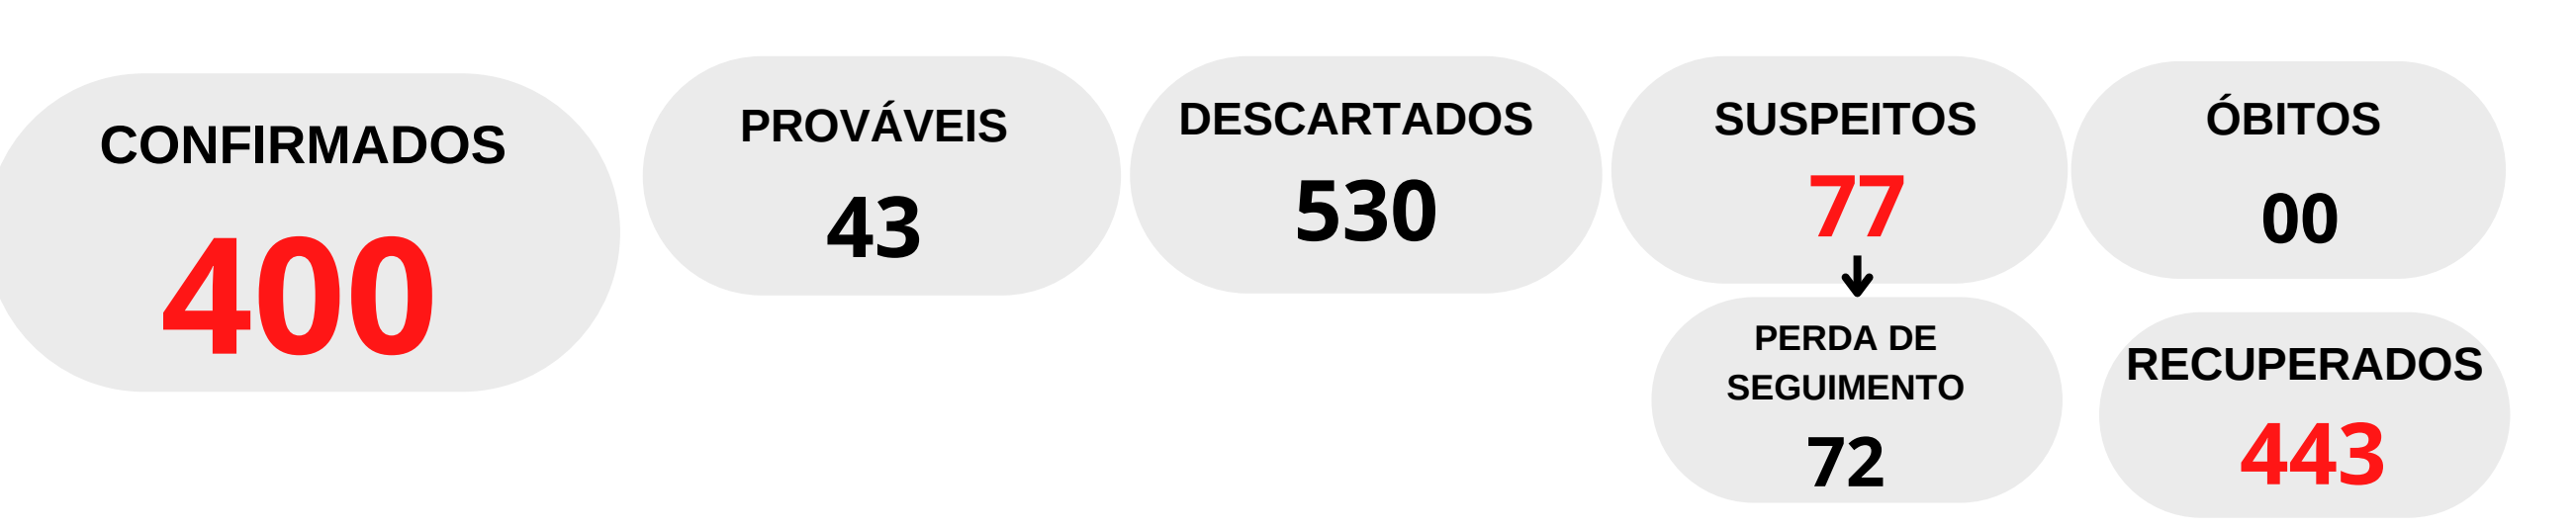 CONFIRMADOS
400
PROVÁVEIS
43
DESCARTADOS
530
SUSPEITOS
77
PERDA DE
SEGUIMENTO
72
ÓBITOS
00
RECUPERADOS
443